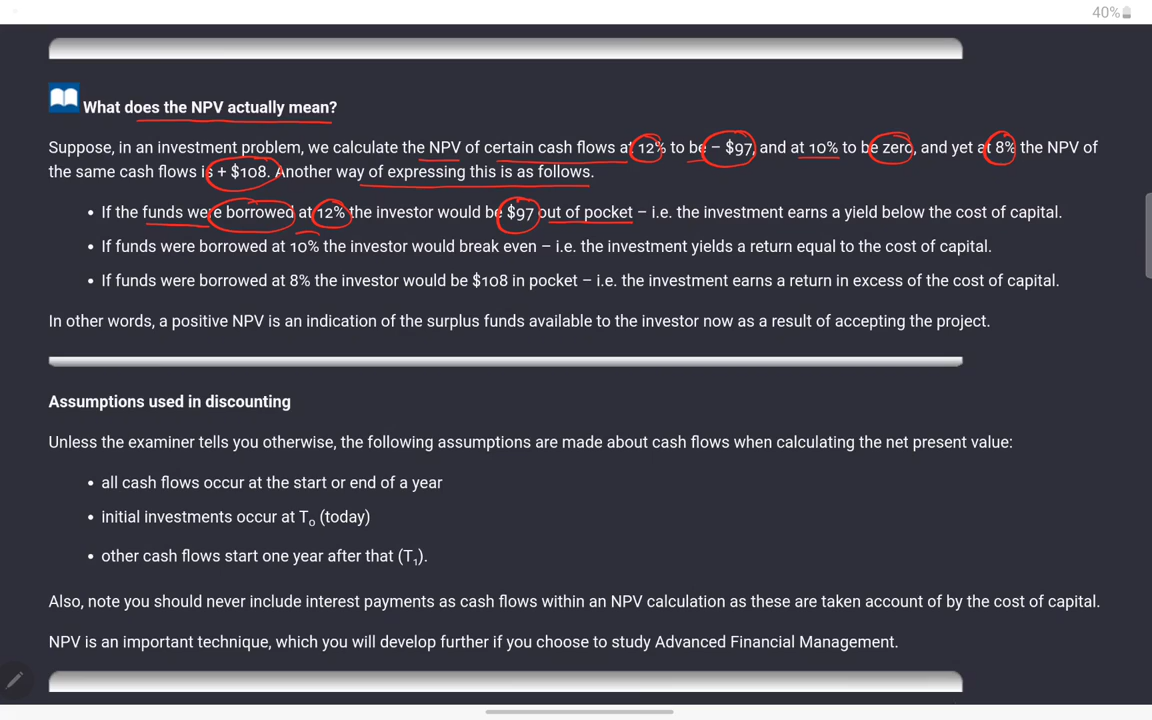 40%
What does the NPV actually mean?
Suppose, in an investment problem, we calculate the NPV of certain cash flows at 12% to be – $97, and at 10% to be zero, and yet at 8% the NPV of
the same cash flows is + $108. Another way of expressing this is as follows.
• If the funds were borrowed at 12% the investor would be $97 out of pocket – i.e. the investment earns a yield below the cost of capital.
• If funds were borrowed at 10% the investor would break even – i.e. the investment yields a return equal to the cost of capital.
• If funds were borrowed at 8% the investor would be $108 in pocket – i.e. the investment earns a return in excess of the cost of capital.
In other words, a positive NPV is an indication of the surplus funds available to the investor now as a result of accepting the project.
Assumptions used in discounting
Unless the examiner tells you otherwise, the following assumptions are made about cash flows when calculating the net present value:
• all cash flows occur at the start or end of a year
• initial investments occur at T₀ (today)
• other cash flows start one year after that (T₁).
Also, note you should never include interest payments as cash flows within an NPV calculation as these are taken account of by the cost of capital.
NPV is an important technique, which you will develop further if you choose to study Advanced Financial Management.